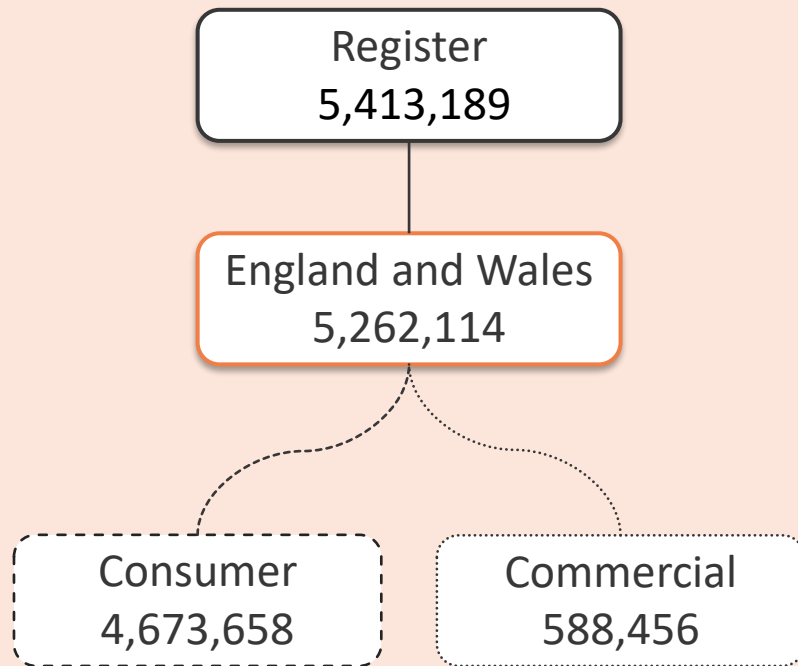 Register
5,413,189
England and Wales
5,262,114
Consumer
4,673,658
Commercial
588,456